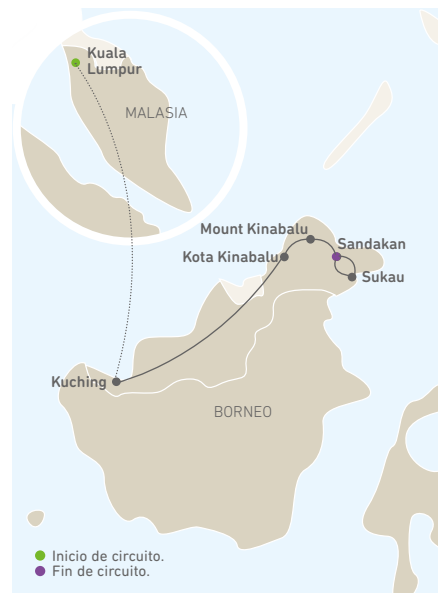 Kuala
Lumpur
MALASIA
Mount Kinabalu
Sandakan
Kota Kinabalu
Sukau
Kuching
BORNEO
Inicio de circuito.
Fin de circuito.